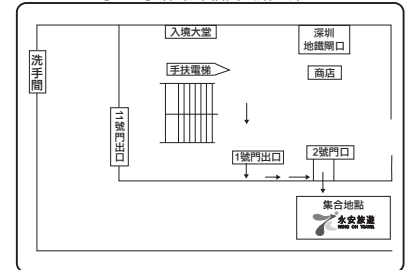 入境大堂
深圳
地鐵閘口
洗手間
手扶電梯
商店
11號門出口
1號門出口
2號門口
集合地點
永安旅遊
WING ON TRAVEL